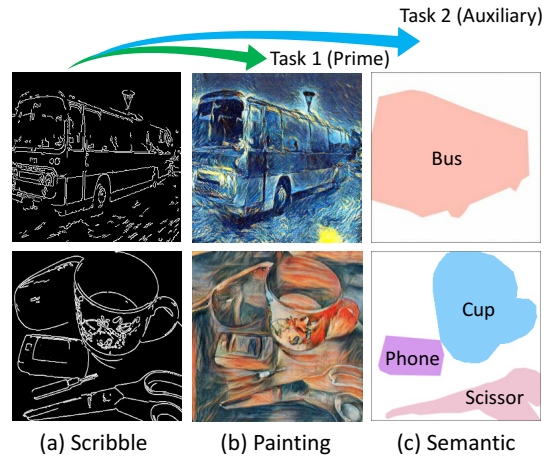 Task 2 (Auxiliary)
Task 1 (Prime)
Bus
Cup
Phone
Scissor
(a) Scribble
(b) Painting
(c) Semantic